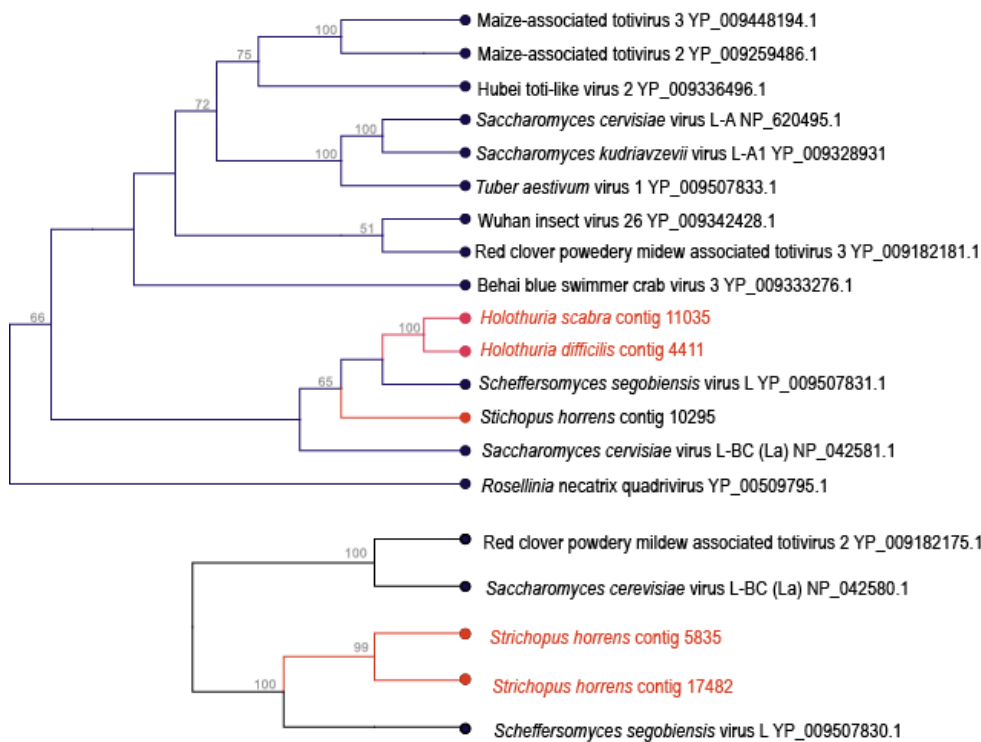 Maize-associated totivirus 3 YP_009448194.1
100
Maize-associated totivirus 2 YP_009259486.1
75
Hubei toti-like virus 2 YP_009336496.1
72
Saccharomyces cervisiae virus L-A NP_620495.1
100
Saccharomyces kudriavzevii virus L-A1 YP_009328931
100
Tuber aestivum virus 1 YP_009507833.1
Wuhan insect virus 26 YP_009342428.1
51
Red clover powedery midew associated totivirus 3 YP_009182181.1
Behai blue swimmer crab virus 3 YP_009333276.1
66
Holothuria scabra contig 11035
100
Holothuria difficilis contig 4411
Scheffersomyces segobiensis virus L YP_009507831.1
65
Stichopus horrens contig 10295
Saccharomyces cervisiae virus L-BC (La) NP_042581.1
Rosellinia necatrix quadrivirus YP_00509795.1
Red clover powdery mildew associated totivirus 2 YP_009182175.1
100
Saccharomyces cerevisiae virus L-BC (La) NP_042580.1
Strichopus horrens contig 5835
99
Strichopus horrens contig 17482
100
Scheffersomyces segobiensis virus L YP_009507830.1